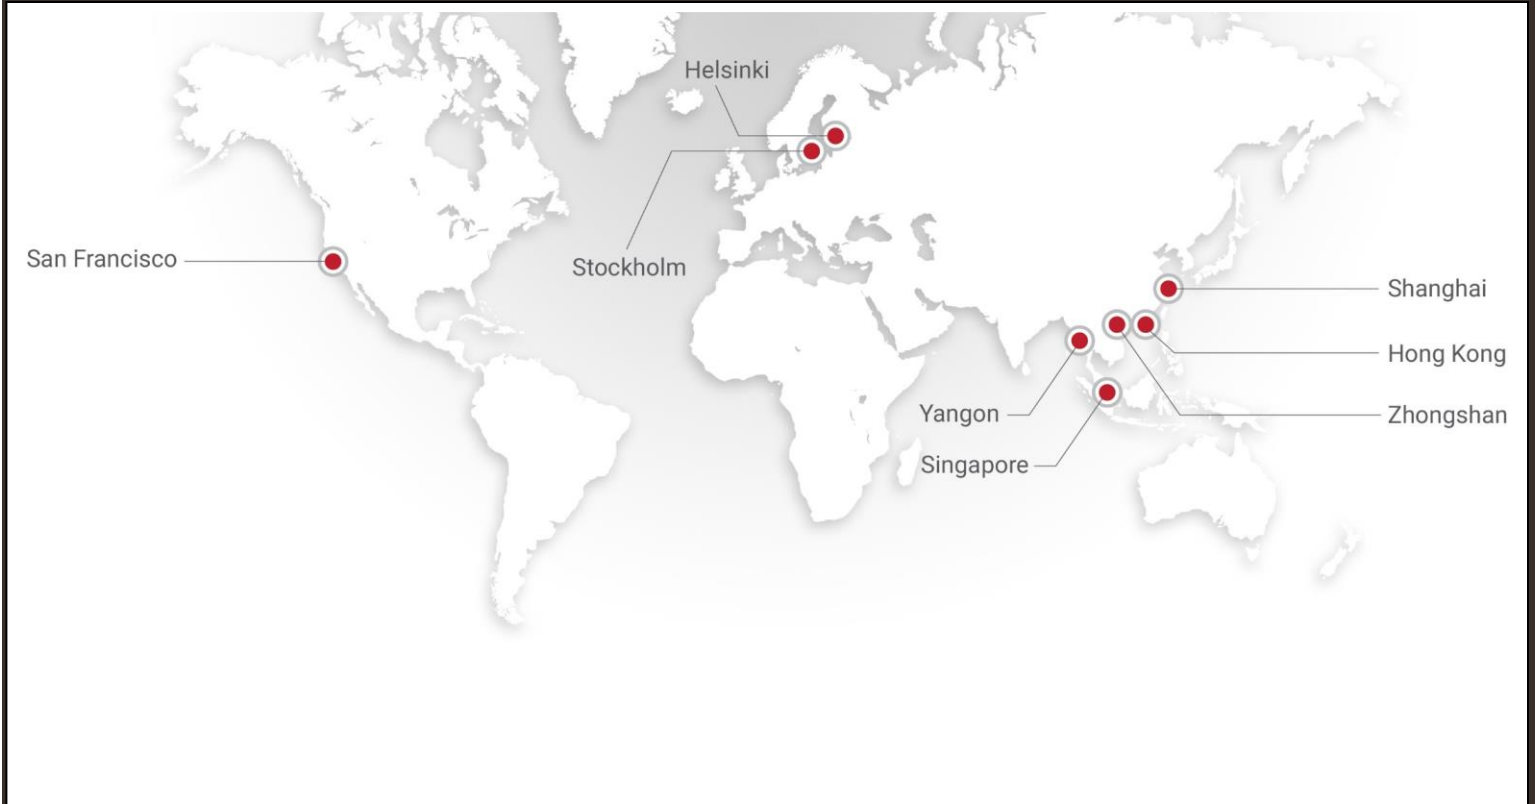 Helsinki
San Francisco
Stockholm
Shanghai
Hong Kong
Yangon
Zhongshan
Singapore